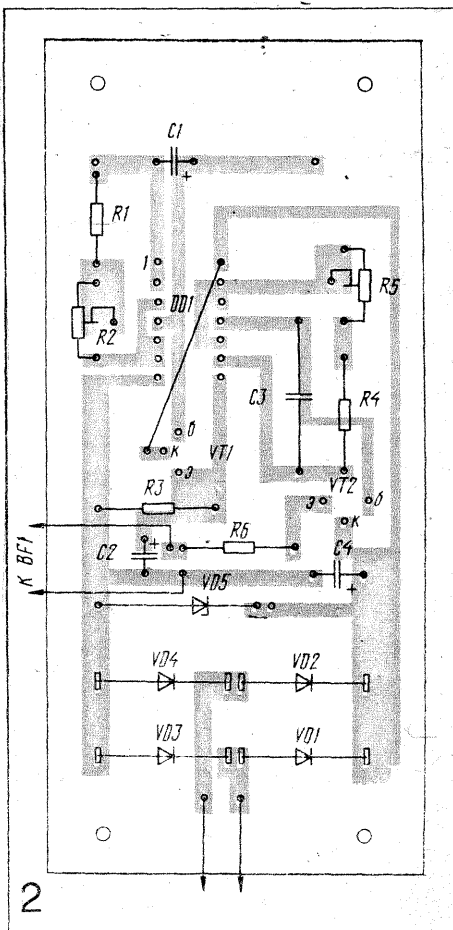 C1
+
R1
1
DD1
R5
R2
C3
R4
б
к
VT1
э
VT2
э
б
R3
к
К BF1
C2
+
R6
C4
+
VD5
VD4
VD2
VD3
VD1
2